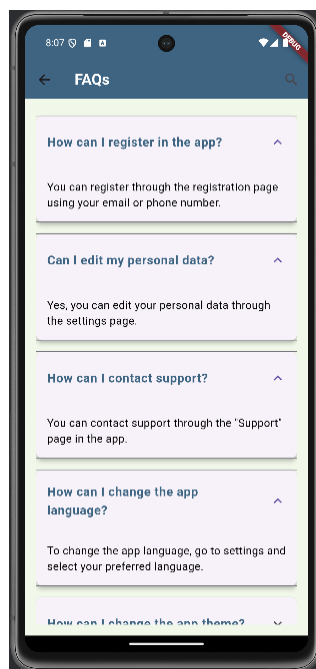 8:07
DEBUG
FAQs
How can I register in the app?
You can register through the registration page
using your email or phone number.
Can I edit my personal data?
Yes, you can edit your personal data through
the settings page.
How can I contact support?
You can contact support through the "Support"
page in the app.
How can I change the app
language?
To change the app language, go to settings and
select your preferred language.
How can I change the app theme?